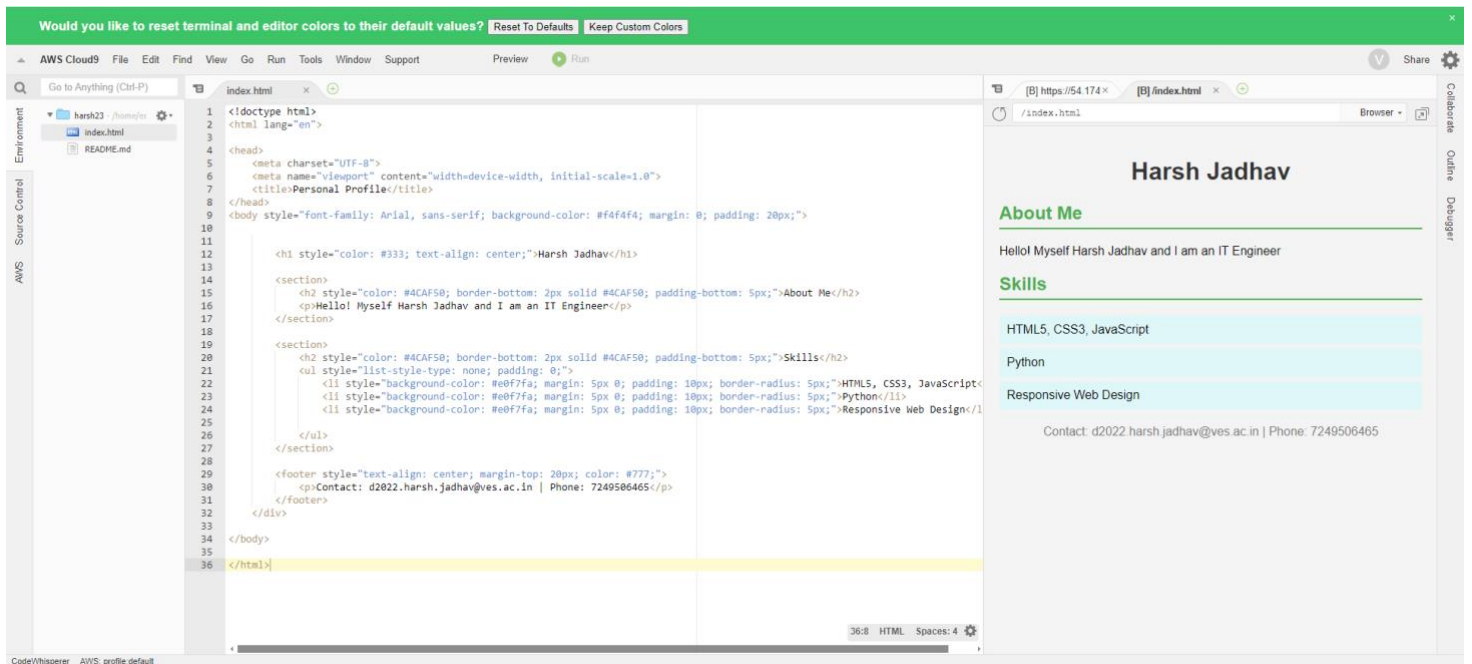 Would you like to reset terminal and editor colors to their default values? Reset To Defaults Keep Custom Colors ×
AWS Cloud9 File Edit Find View Go Run Tools Window Support Preview Run V Share
Go to Anything (Ctrl-P)
Environment
Source Control
AWS
harsh23
index.html
README.md
index.html ×
1 <!doctype html>
2 <html lang="en">
3
4 <head>
5 <meta charset="UTF-8">
6 <meta name="viewport" content="width=device-width, initial-scale=1.0">
7 <title>Personal Profile</title>
8 </head>
9 <body style="font-family: Arial, sans-serif; background-color: #f4f4f4; margin: 0; padding: 20px;">
10
11
12 <h1 style="color: #333; text-align: center;">Harsh Jadhav</h1>
13
14 <section>
15 <h2 style="color: #4CAF50; border-bottom: 2px solid #4CAF50; padding-bottom: 5px;">About Me</h2>
16 <p>Hello! Myself Harsh Jadhav and I am an IT Engineer</p>
17 </section>
18
19 <section>
20 <h2 style="color: #4CAF50; border-bottom: 2px solid #4CAF50; padding-bottom: 5px;">Skills</h2>
21 <ul style="list-style-type: none; padding: 0;">
22 <li style="background-color: #e0f7fa; margin: 5px 0; padding: 10px; border-radius: 5px;">HTML5, CSS3, JavaScript<
23 <li style="background-color: #e0f7fa; margin: 5px 0; padding: 10px; border-radius: 5px;">Python</li>
24 <li style="background-color: #e0f7fa; margin: 5px 0; padding: 10px; border-radius: 5px;">Responsive Web Design</l
25
26 </ul>
27 </section>
28
29 <footer style="text-align: center; margin-top: 20px; color: #777;">
30 <p>Contact: d2022.harsh.jadhav@ves.ac.in | Phone: 7249506465</p>
31 </footer>
32 </div>
33
34 </body>
35
36 </html>
36:8 HTML Spaces: 4
[B] https://54.174 × [B] /index.html ×
/index.html Browser
Harsh Jadhav
About Me
Hello! Myself Harsh Jadhav and I am an IT Engineer
Skills
HTML5, CSS3, JavaScript
Python
Responsive Web Design
Contact: d2022.harsh.jadhav@ves.ac.in | Phone: 7249506465
Collaborate
Outline
Debugger
CodeWhisperer AWS: profile:default